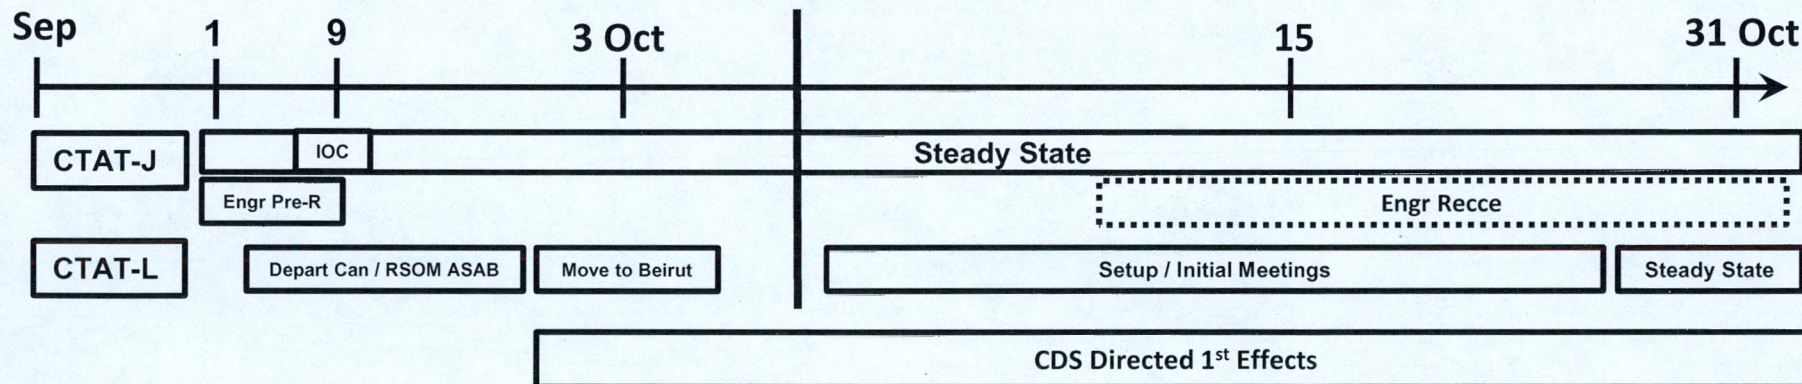 Sep 1 9 3 Oct 15 31 Oct
CTAT-J
IOC
Steady State
Engr Pre-R
Engr Recce
CTAT-L
Depart Can / RSOM ASAB
Move to Beirut
Setup / Initial Meetings
Steady State
CDS Directed 1st Effects